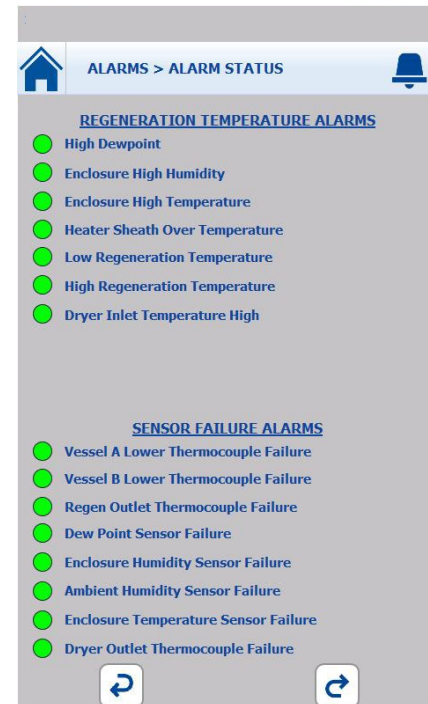 ALARMS > ALARM STATUS
REGENERATION TEMPERATURE ALARMS
High Dewpoint
Enclosure High Humidity
Enclosure High Temperature
Heater Sheath Over Temperature
Low Regeneration Temperature
High Regeneration Temperature
Dryer Inlet Temperature High
SENSOR FAILURE ALARMS
Vessel A Lower Thermocouple Failure
Vessel B Lower Thermocouple Failure
Regen Outlet Thermocouple Failure
Dew Point Sensor Failure
Enclosure Humidity Sensor Failure
Ambient Humidity Sensor Failure
Enclosure Temperature Sensor Failure
Dryer Outlet Thermocouple Failure